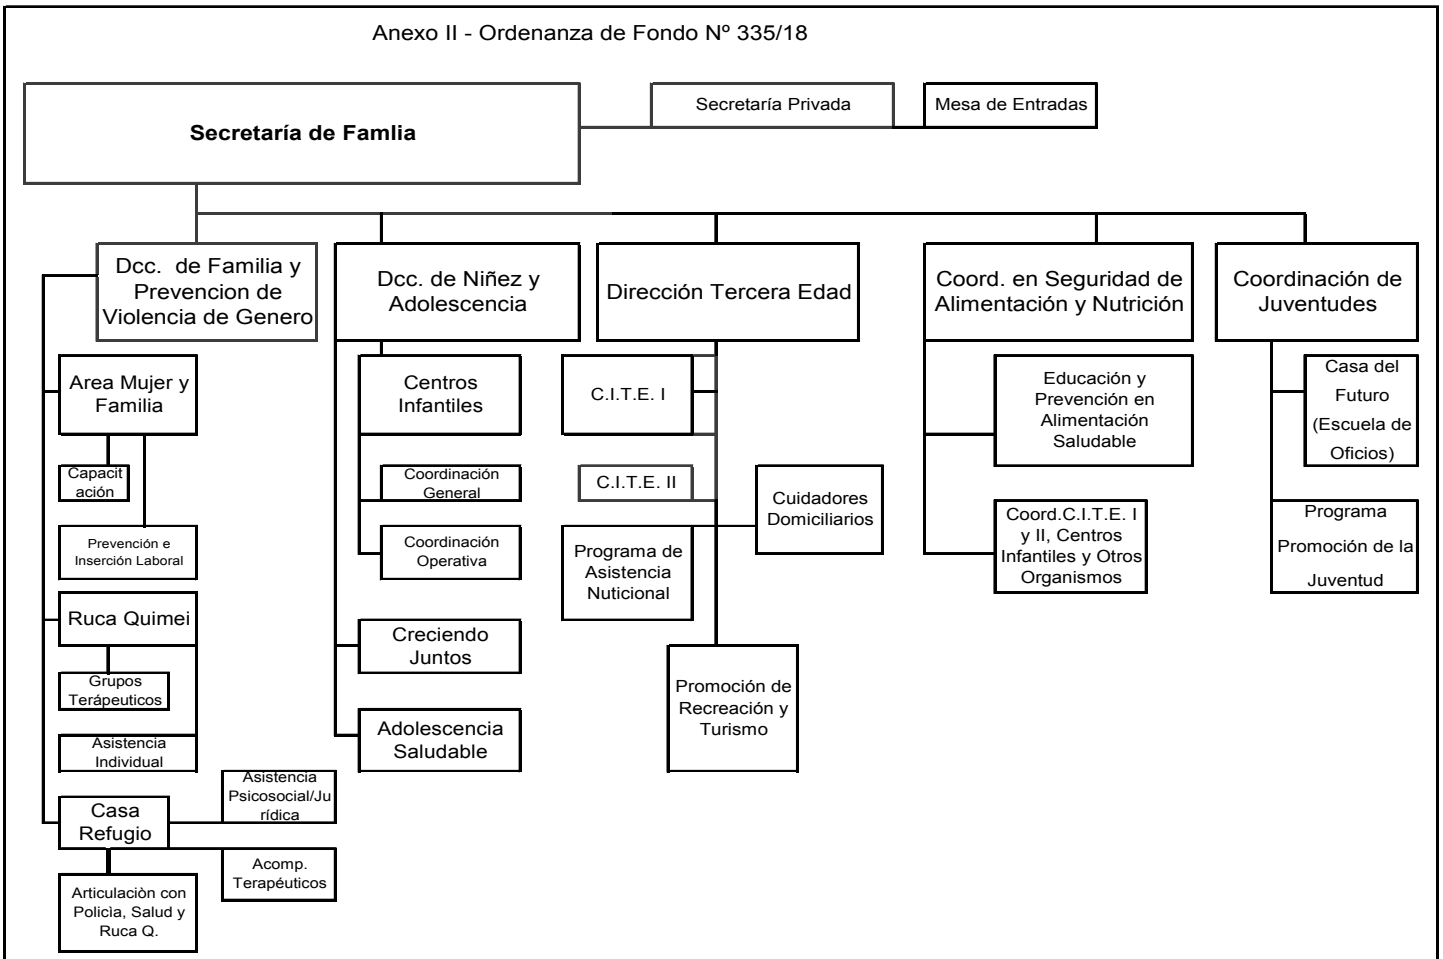 Anexo II - Ordenanza de Fondo Nº 335/18
Secretaría de Famlia
Secretaría Privada
Mesa de Entradas
Dcc. de Familia y
Prevencion de
Violencia de Genero
Dcc. de Niñez y
Adolescencia
Dirección Tercera Edad
Coord. en Seguridad de
Alimentación y Nutrición
Coordinación de
Juventudes
Area Mujer y
Familia
Capacit
ación
Prevención e
Inserción Laboral
Ruca Quimei
Grupos
Terápeuticos
Asistencia
Individual
Casa
Refugio
Asistencia
Psicosocial/Ju
rídica
Acomp.
Terapéuticos
Articulaciòn con
Policìa, Salud y
Ruca Q.
Centros
Infantiles
Coordinación
General
Coordinación
Operativa
Creciendo
Juntos
Adolescencia
Saludable
C.I.T.E. I
C.I.T.E. II
Cuidadores
Domiciliarios
Programa de
Asistencia
Nuticional
Promoción de
Recreación y
Turismo
Educación y
Prevención en
Alimentación
Saludable
Coord.C.I.T.E. I
y II, Centros
Infantiles y Otros
Organismos
Casa del
Futuro
(Escuela de
Oficios)
Programa
Promoción de la
Juventud